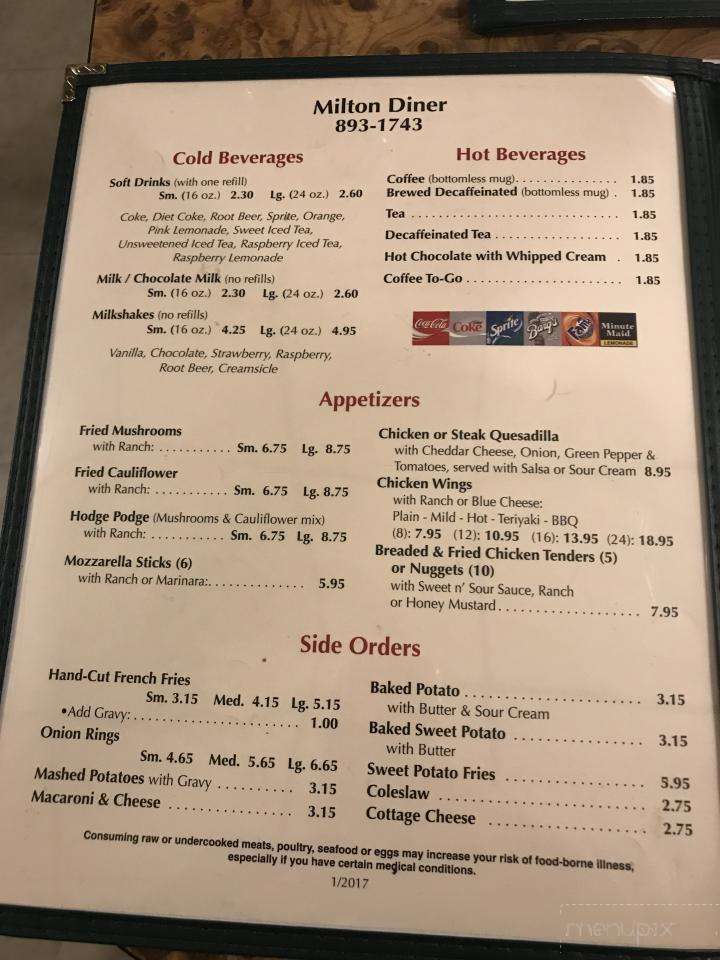 Milton Diner
893-1743
Cold Beverages
Soft Drinks (with one refill)
Sm. (16 oz.) 2.30 Lg. (24 oz.) 2.60
Coke, Diet Coke, Root Beer, Sprite, Orange,
Pink Lemonade, Sweet Iced Tea,
Unsweetened Iced Tea, Raspberry Iced Tea,
Raspberry Lemonade
Milk / Chocolate Milk (no refills)
Sm. (16 oz.) 2.30 Lg. (24 oz.) 2.60
Milkshakes (no refills)
Sm. (16 oz.) 4.25 Lg. (24 oz.) 4.95
Vanilla, Chocolate, Strawberry, Raspberry,
Root Beer, Creamsicle
Hot Beverages
Coffee (bottomless mug). . . . . . . . . . . . . . . 1.85
Brewed Decaffeinated (bottomless mug) . 1.85
Tea . . . . . . . . . . . . . . . . . . . . . . . . . . . . . 1.85
Decaffeinated Tea . . . . . . . . . . . . . . . . . . 1.85
Hot Chocolate with Whipped Cream . 1.85
Coffee To-Go . . . . . . . . . . . . . . . . . . . . . . 1.85
Coca-Cola Coke Sprite Barq's Minute
Maid
LEMONADE
Appetizers
Fried Mushrooms
with Ranch: . . . . . . . . . . . Sm. 6.75 Lg. 8.75
Fried Cauliflower
with Ranch: . . . . . . . . . . . Sm. 6.75 Lg. 8.75
Hodge Podge (Mushrooms & Cauliflower mix)
with Ranch: . . . . . . . . . . . Sm. 6.75 Lg. 8.75
Mozzarella Sticks (6)
with Ranch or Marinara:. . . . . . . . . . . . . . 5.95
Chicken or Steak Quesadilla
with Cheddar Cheese, Onion, Green Pepper &
Tomatoes, served with Salsa or Sour Cream 8.95
Chicken Wings
with Ranch or Blue Cheese:
Plain - Mild - Hot - Teriyaki - BBQ
(8): 7.95 (12): 10.95 (16): 13.95 (24): 18.95
Breaded & Fried Chicken Tenders (5)
or Nuggets (10)
with Sweet n' Sour Sauce, Ranch
or Honey Mustard . . . . . . . . . . . . . . . . . . . . 7.95
Side Orders
Hand-Cut French Fries
Sm. 3.15 Med. 4.15 Lg. 5.15
•Add Gravy: . . . . . . . . . . . . . . . . . . . . . . . 1.00
Onion Rings
Sm. 4.65 Med. 5.65 Lg. 6.65
Mashed Potatoes with Gravy . . . . . . . . . . 3.15
Macaroni & Cheese . . . . . . . . . . . . . . . . 3.15
Baked Potato . . . . . . . . . . . . . . . . . . . . . . . 3.15
with Butter & Sour Cream
Baked Sweet Potato . . . . . . . . . . . . . . . . 3.15
with Butter
Sweet Potato Fries . . . . . . . . . . . . . . . . . 5.95
Coleslaw . . . . . . . . . . . . . . . . . . . . . . . . . 2.75
Cottage Cheese . . . . . . . . . . . . . . . . . . . 2.75
Consuming raw or undercooked meats, poultry, seafood or eggs may increase your risk of food-borne illness,
especially if you have certain medical conditions.
1/2017
menupix